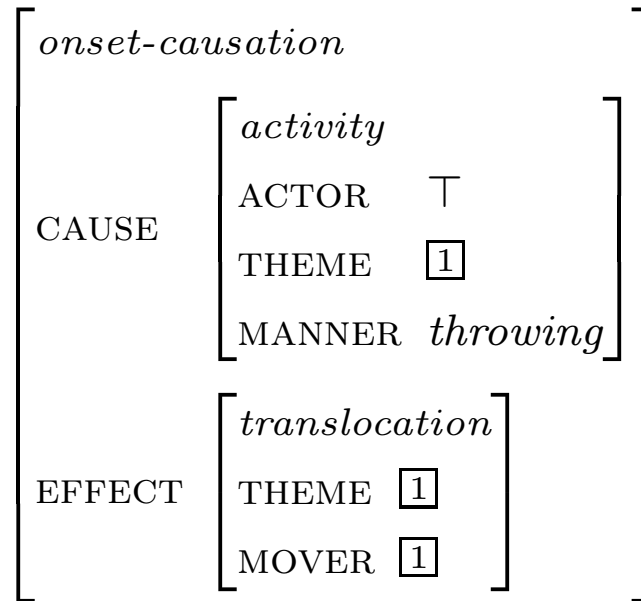 onset-causation
activity
ACTOR ⊤
CAUSE
THEME 1
MANNER throwing
translocation
EFFECT THEME 1
MOVER 1